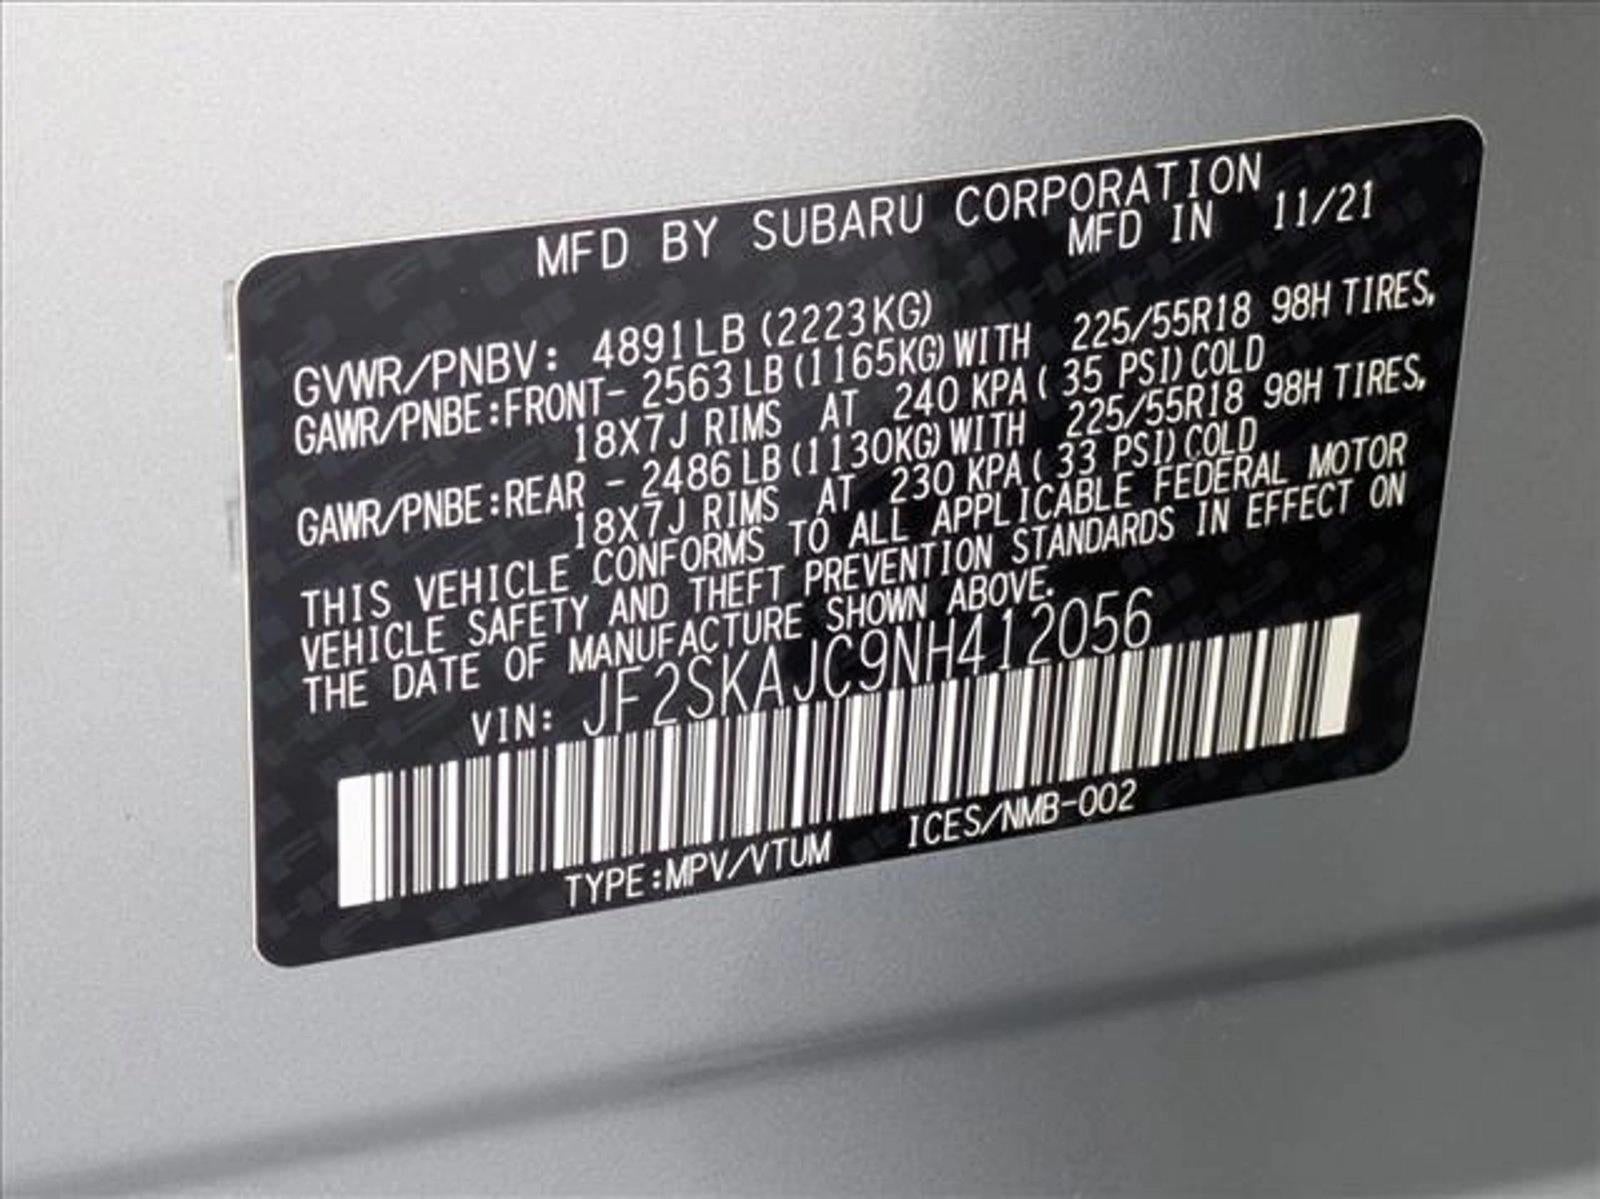 MFD BY SUBARU CORPORATION
MFD IN 11/21
GVWR/PNBV: 4891LB (2223KG)
GAWR/PNBE:FRONT- 2563LB(1165KG)WITH 225/55R18 98H TIRES,
18X7J RIMS AT 240 KPA( 35 PSI)COLD
GAWR/PNBE:REAR - 2486LB(1130KG)WITH 225/55R18 98H TIRES,
18X7J RIMS AT 230 KPA( 33 PSI)COLD
THIS VEHICLE CONFORMS TO ALL APPLICABLE FEDERAL MOTOR
VEHICLE SAFETY AND THEFT PREVENTION STANDARDS IN EFFECT ON
THE DATE OF MANUFACTURE SHOWN ABOVE.
VIN: JF2SKAJC9NH412056
TYPE:MPV/VTUM ICES/NMB-002